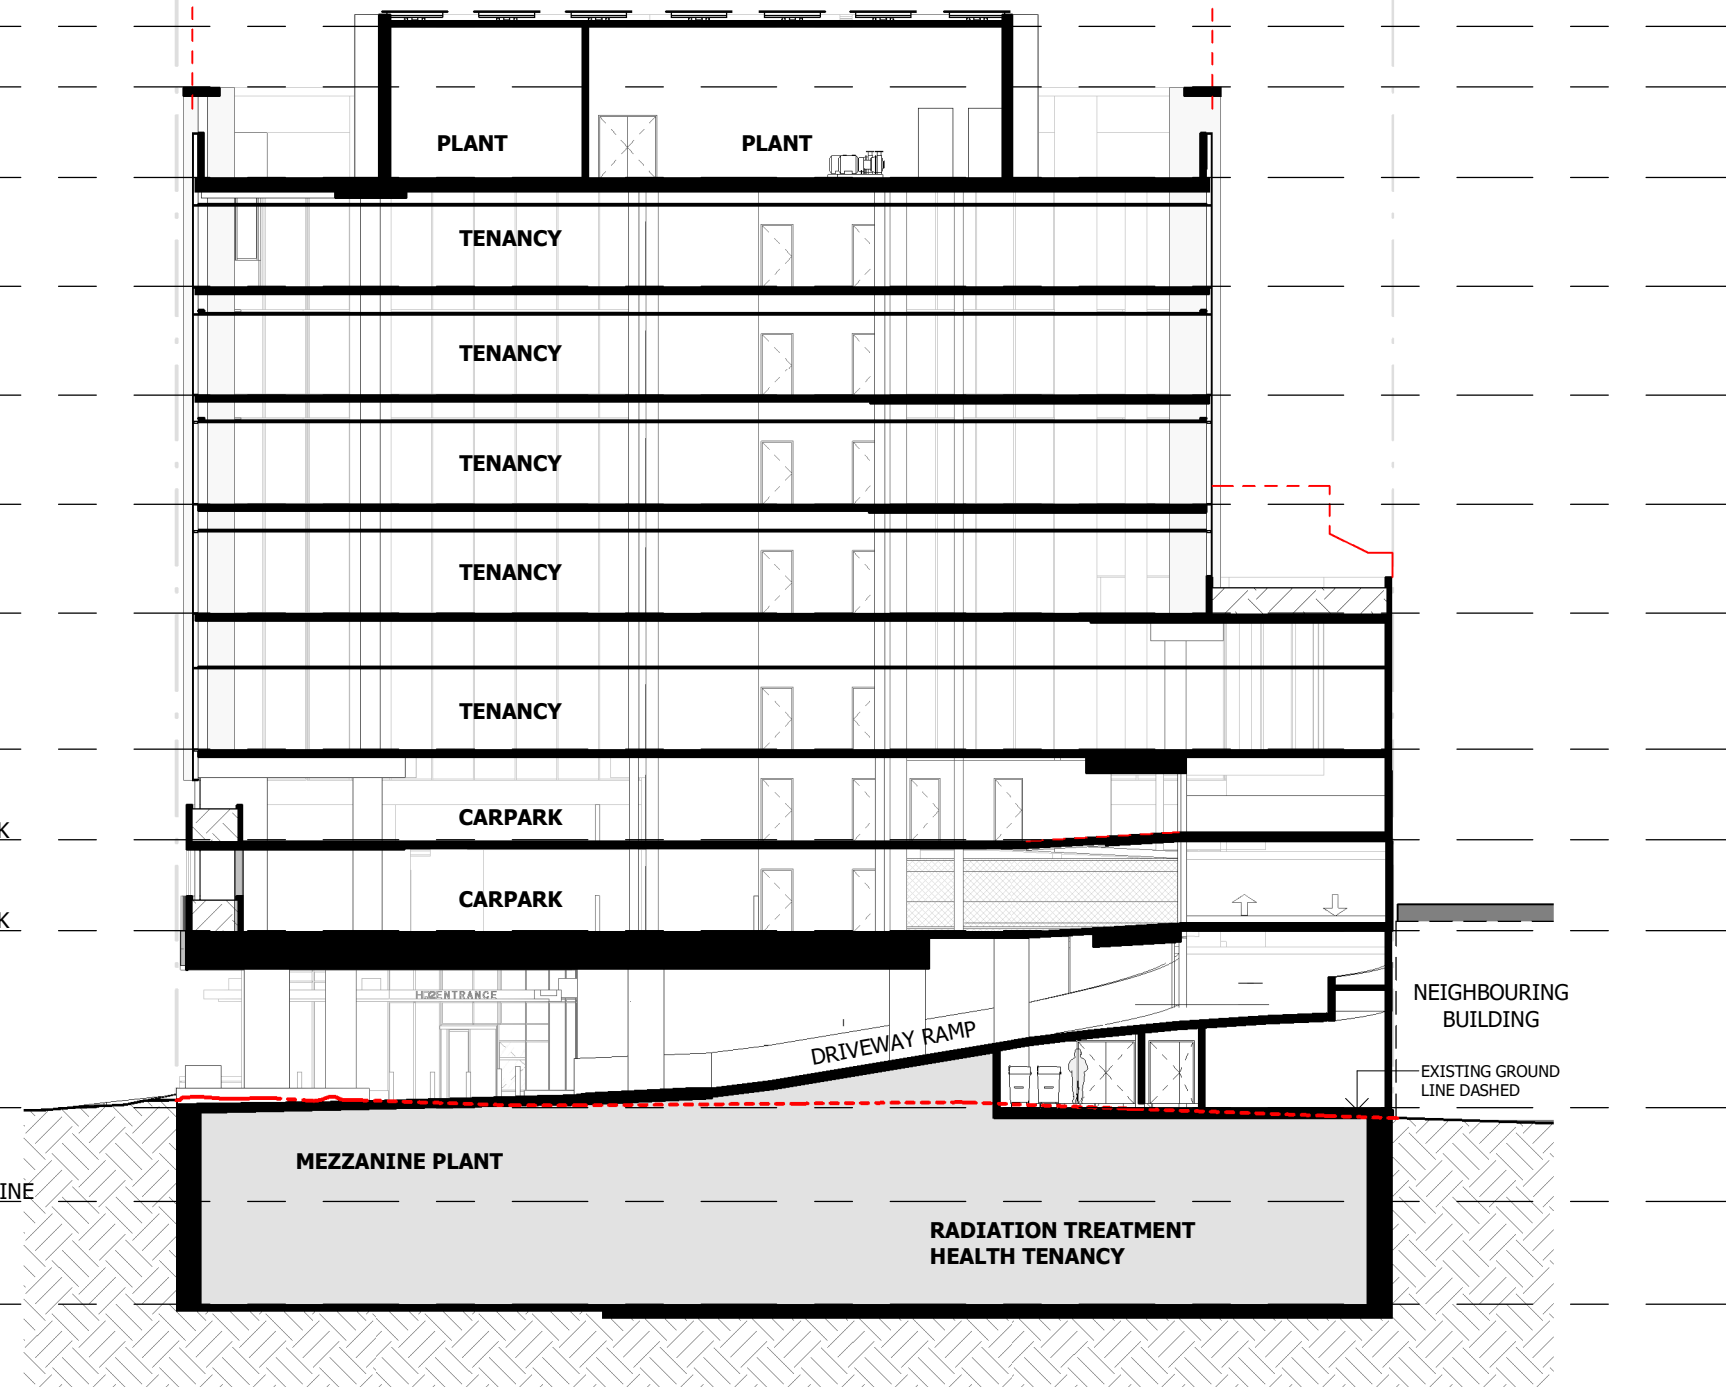 PLANT
PLANT
TENANCY
TENANCY
TENANCY
TENANCY
TENANCY
CARPARK
K
CARPARK
K
ENTRANCE
NEIGHBOURING
BUILDING
DRIVEWAY RAMP
EXISTING GROUND
LINE DASHED
MEZZANINE PLANT
INE
RADIATION TREATMENT
HEALTH TENANCY